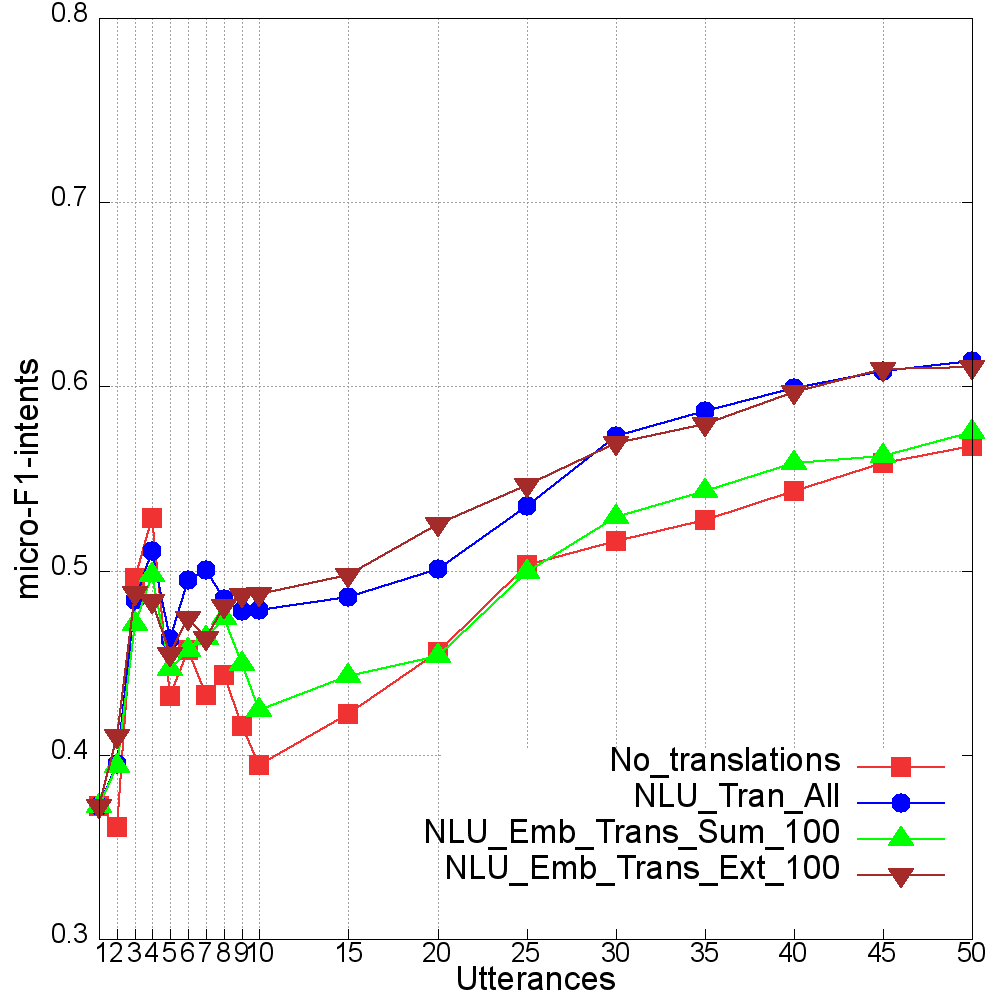 0.8
0.7
0.6
0.5
0.4
0.3
micro-F1-intents
No_translations
NLU_Tran_All
NLU_Emb_Trans_Sum_100
NLU_Emb_Trans_Ext_100
1 2 3 4 5 6 7 8 9 10 15 20 25 30 35 40 45 50
Utterances